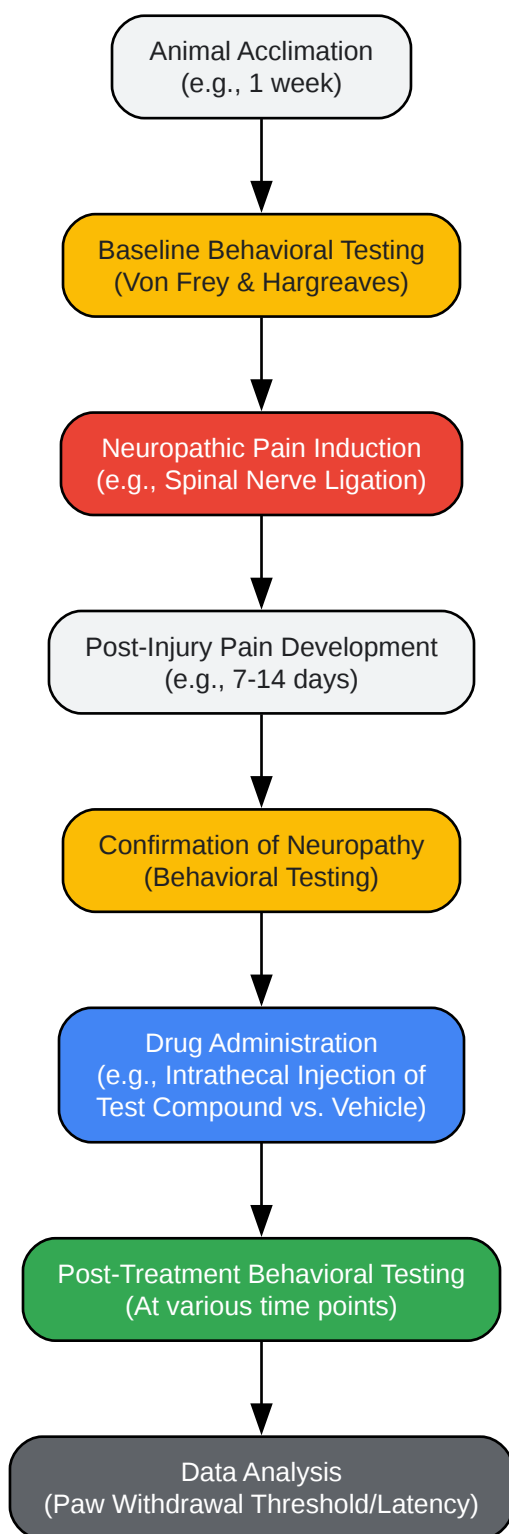 Animal Acclimation
(e.g., 1 week)
Baseline Behavioral Testing
(Von Frey & Hargreaves)
Neuropathic Pain Induction
(e.g., Spinal Nerve Ligation)
Post-Injury Pain Development
(e.g., 7-14 days)
Confirmation of Neuropathy
(Behavioral Testing)
Drug Administration
(e.g., Intrathecal Injection of
Test Compound vs. Vehicle)
Post-Treatment Behavioral Testing
(At various time points)
Data Analysis
(Paw Withdrawal Threshold/Latency)